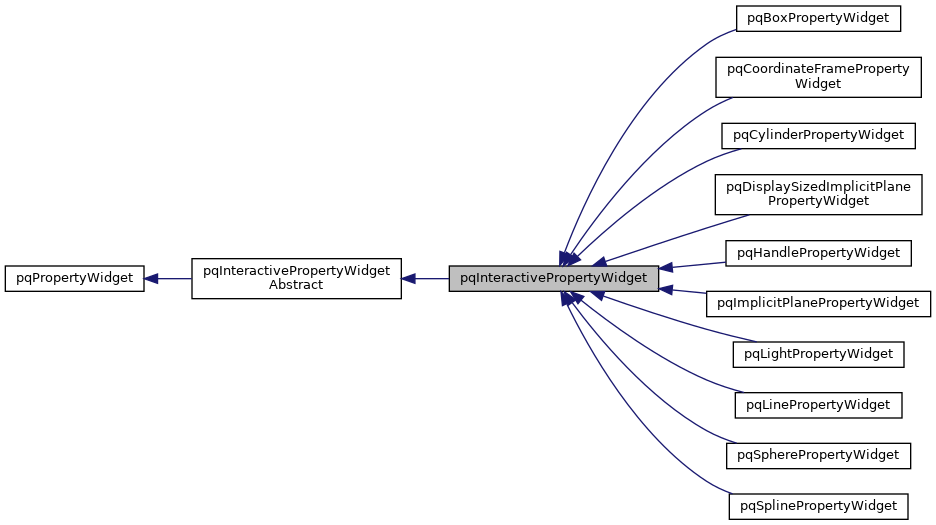 pqBoxPropertyWidget
pqCoordinateFrameProperty
Widget
pqCylinderPropertyWidget
pqDisplaySizedImplicitPlane
PropertyWidget
pqHandlePropertyWidget
pqPropertyWidget
pqInteractivePropertyWidget
Abstract
pqInteractivePropertyWidget
pqImplicitPlanePropertyWidget
pqLightPropertyWidget
pqLinePropertyWidget
pqSpherePropertyWidget
pqSplinePropertyWidget